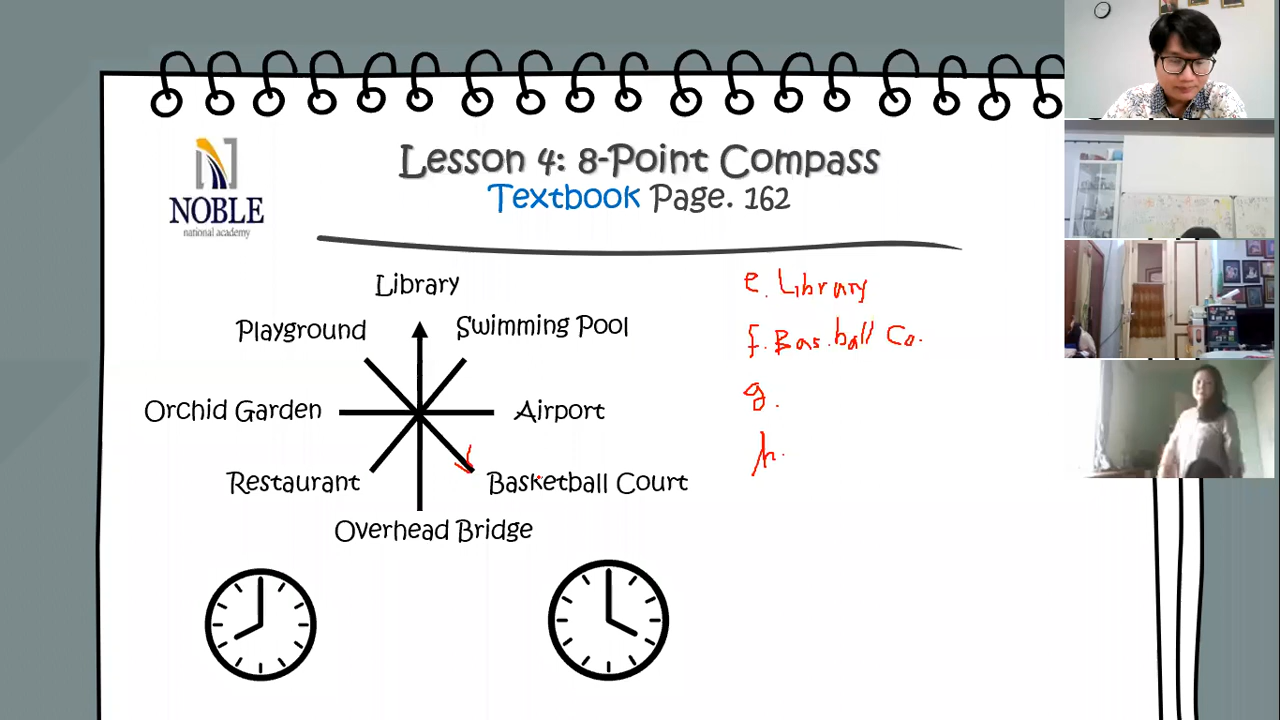 Lesson 4: 8-Point Compass
Textbook Page. 162
NOBLE
national academy
Library
Playground
Swimming Pool
Orchid Garden
Airport
Restaurant
Basketball Court
Overhead Bridge
e. Library
f. Bas.ball Co.
g.
h.